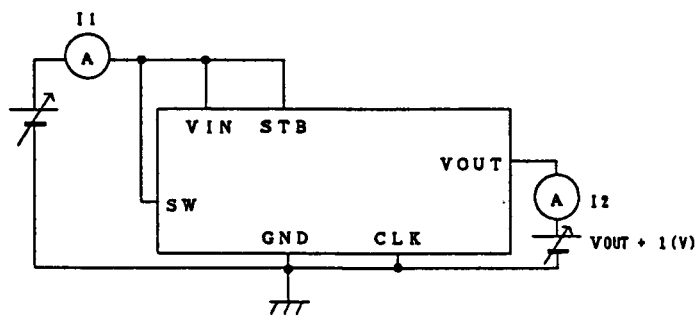 I1
A
VIN STB
VOUT
SW
A I2
GND CLK
VOUT + 1(V)